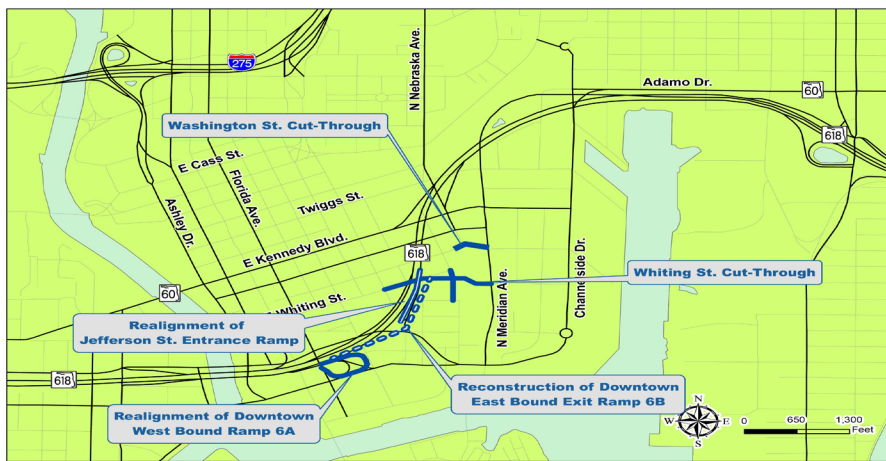 275
N Nebraska Ave.
Adamo Dr.
60
618
Washington St. Cut-Through
E Cass St.
Florida Ave.
Twiggs St.
Ashley Dr.
E Kennedy Blvd.
618
Channelside Dr.
Whiting St. Cut-Through
N Meridian Ave.
60
Whiting St.
Realignment of
Jefferson St. Entrance Ramp
618
Reconstruction of Downtown
East Bound Exit Ramp 6B
Realignment of Downtown
West Bound Ramp 6A
N
W E
S
0 650 1,300
Feet